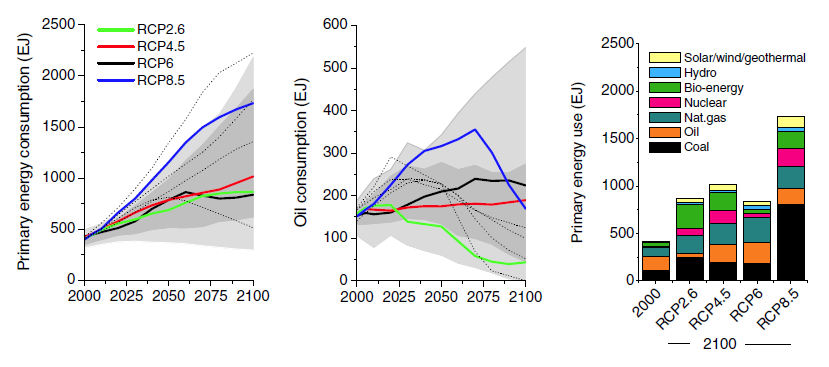 Primary energy consumption (EJ)
2500
2000
1500
1000
500
0
2000 2025 2050 2075 2100
RCP2.6
RCP4.5
RCP6
RCP8.5
Oil consumption (EJ)
600
500
400
300
200
100
0
2000 2025 2050 2075 2100
Primary energy use (EJ)
2500
2000
1500
1000
500
0
Solar/wind/geothermal
Hydro
Bio-energy
Nuclear
Nat.gas
Oil
Coal
2000 RCP2.6 RCP4.5 RCP6 RCP8.5
2100